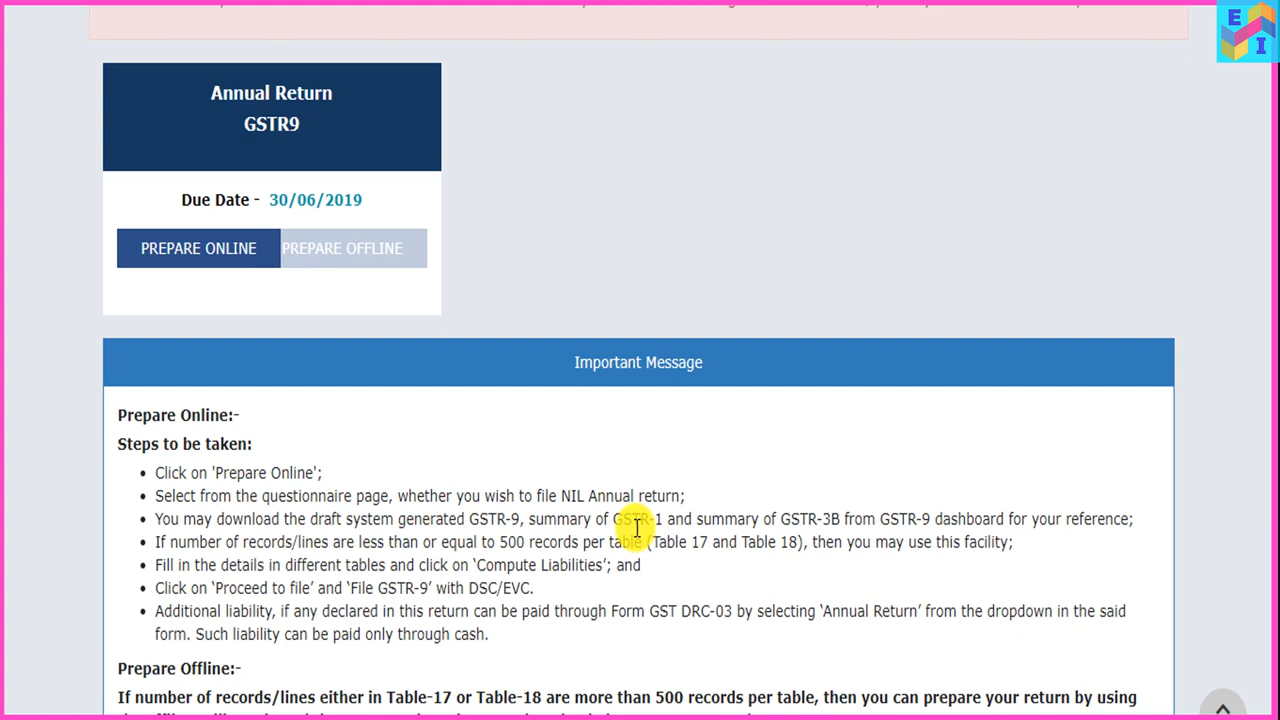 E
I
Annual Return
GSTR9
Due Date - 30/06/2019
PREPARE ONLINE
PREPARE OFFLINE
Important Message
Prepare Online:-
Steps to be taken:
• Click on 'Prepare Online';
• Select from the questionnaire page, whether you wish to file NIL Annual return;
• You may download the draft system generated GSTR-9, summary of GSTR-1 and summary of GSTR-3B from GSTR-9 dashboard for your reference;
• If number of records/lines are less than or equal to 500 records per table (Table 17 and Table 18), then you may use this facility;
• Fill in the details in different tables and click on ‘Compute Liabilities’; and
• Click on ‘Proceed to file’ and ‘File GSTR-9’ with DSC/EVC.
• Additional liability, if any declared in this return can be paid through Form GST DRC-03 by selecting ‘Annual Return’ from the dropdown in the said
form. Such liability can be paid only through cash.
Prepare Offline:-
If number of records/lines either in Table-17 or Table-18 are more than 500 records per table, then you can prepare your return by using